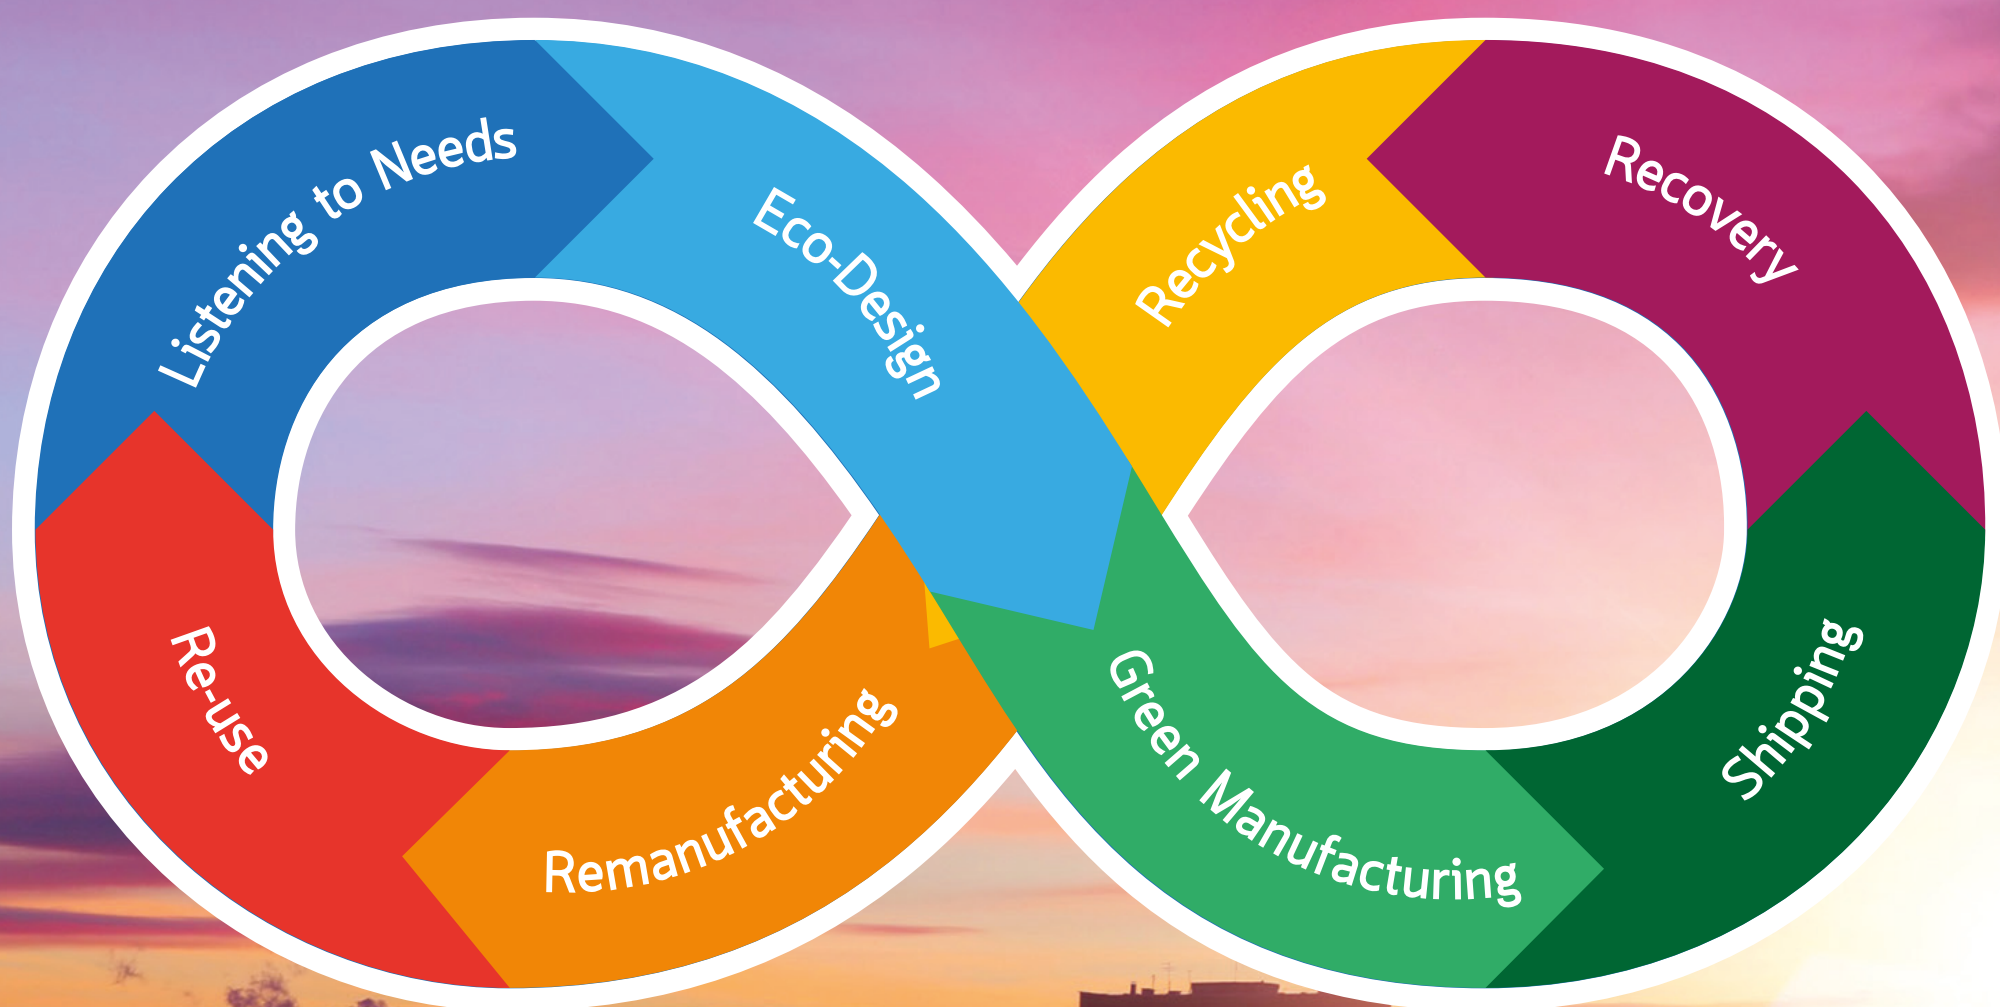 Listening to Needs
Eco-Design
Green Manufacturing
Shipping
Recovery
Recycling
Remanufacturing
Re-use